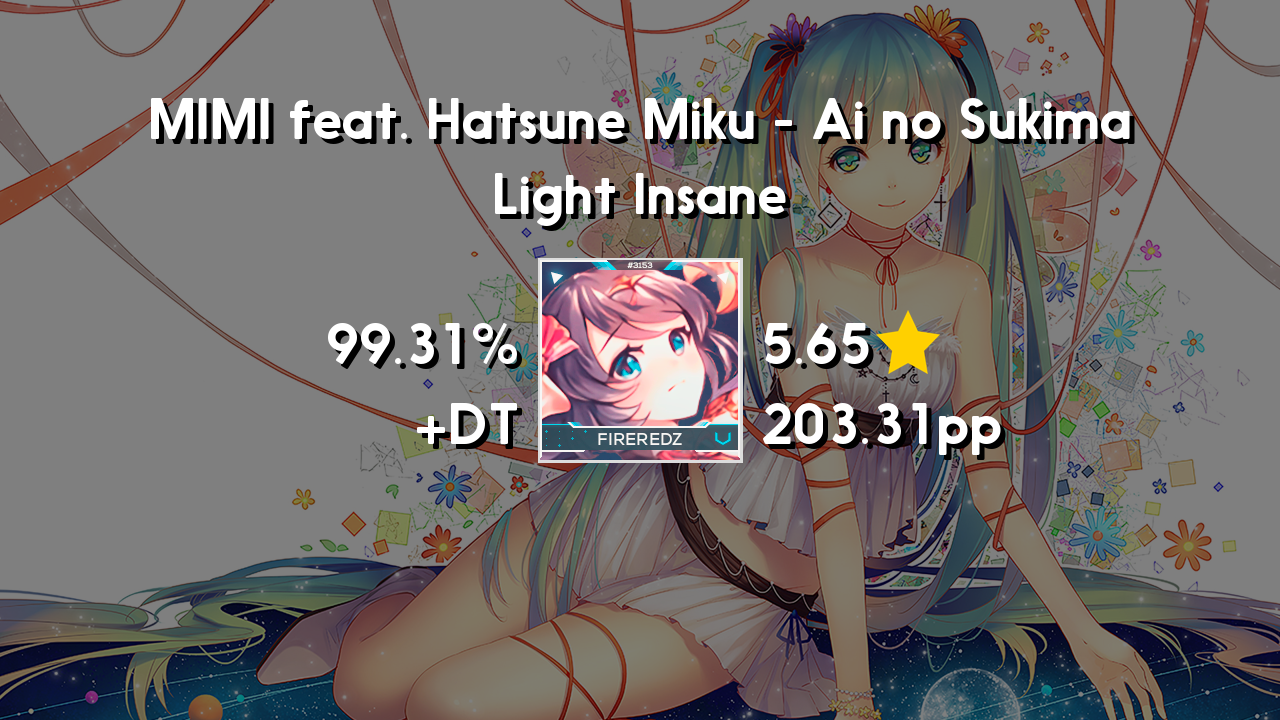 MIMI feat. Hatsune Miku - Ai no Sukima
Light Insane
#3153
99.31%
5.65
+DT
203.31pp
FIREREDZ